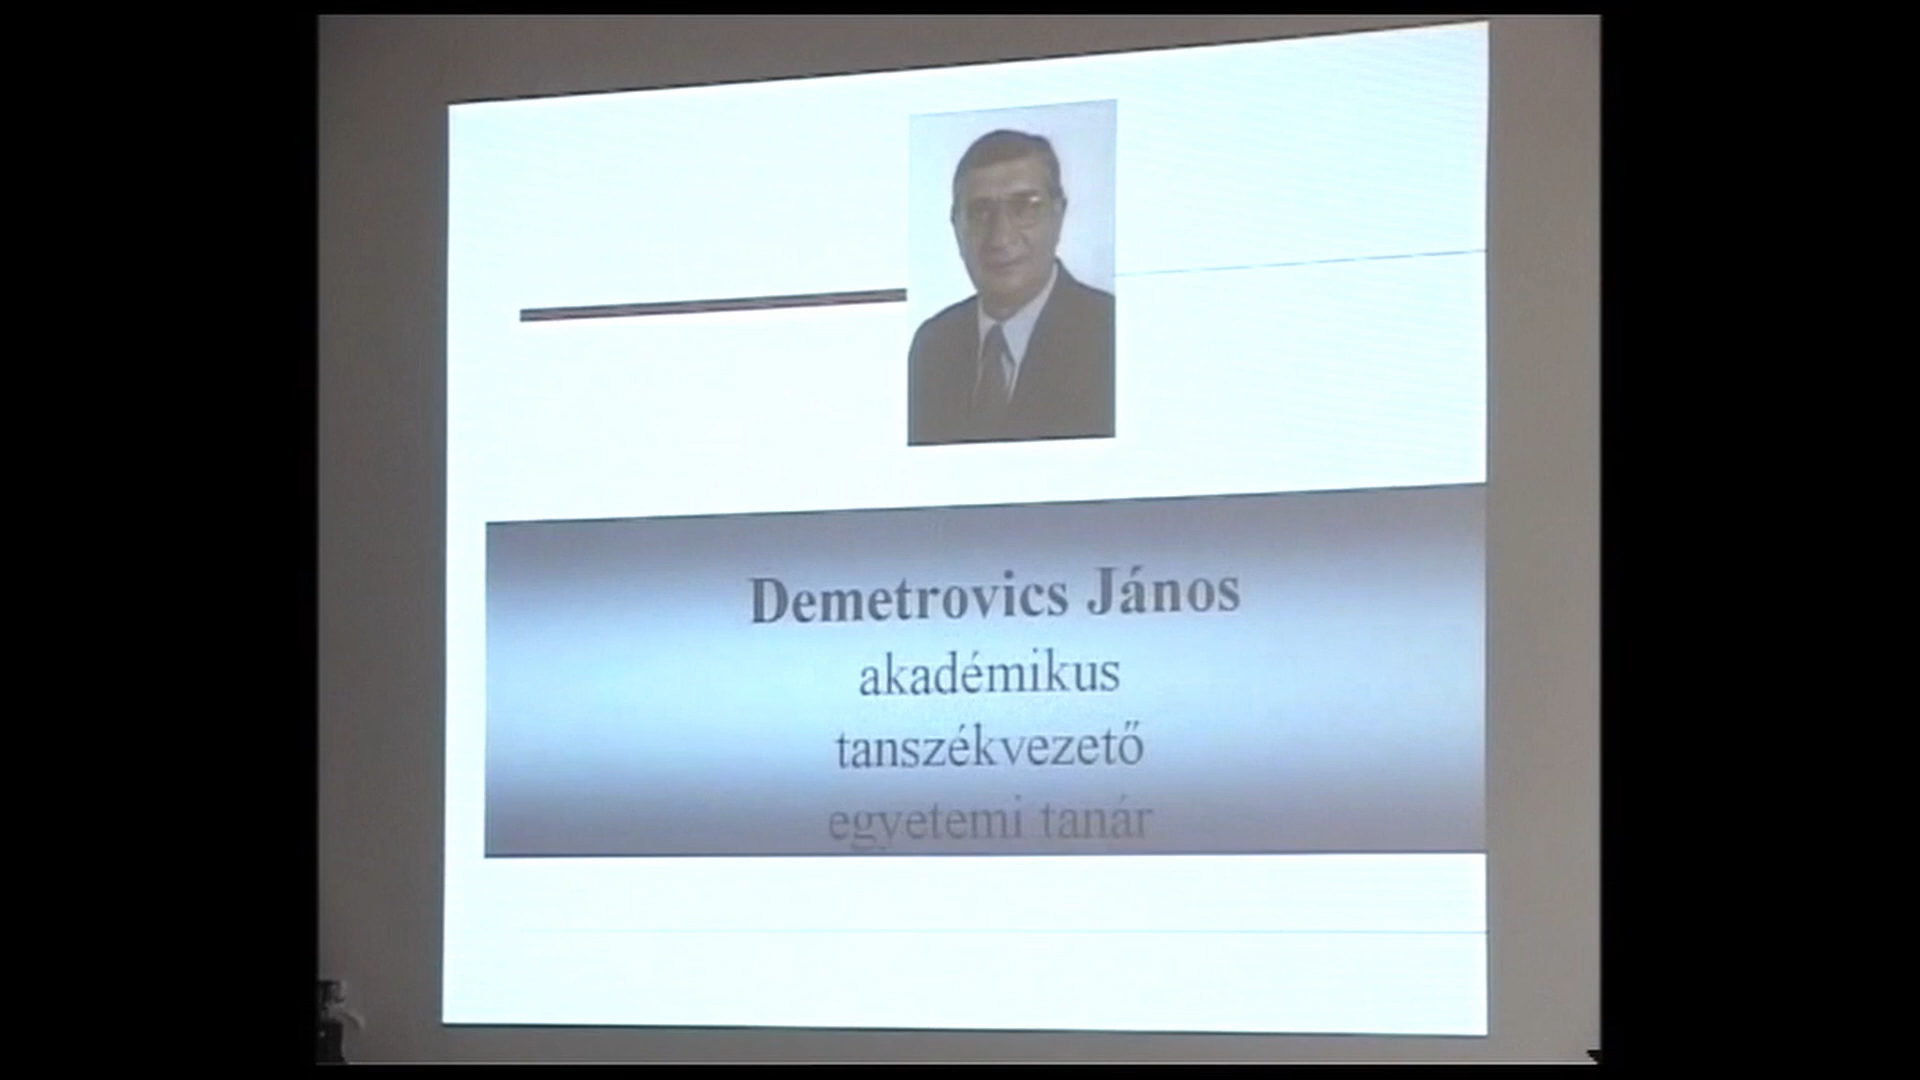 Demetrovics János
akadémikus
tanszékvezető
egyetemi tanár